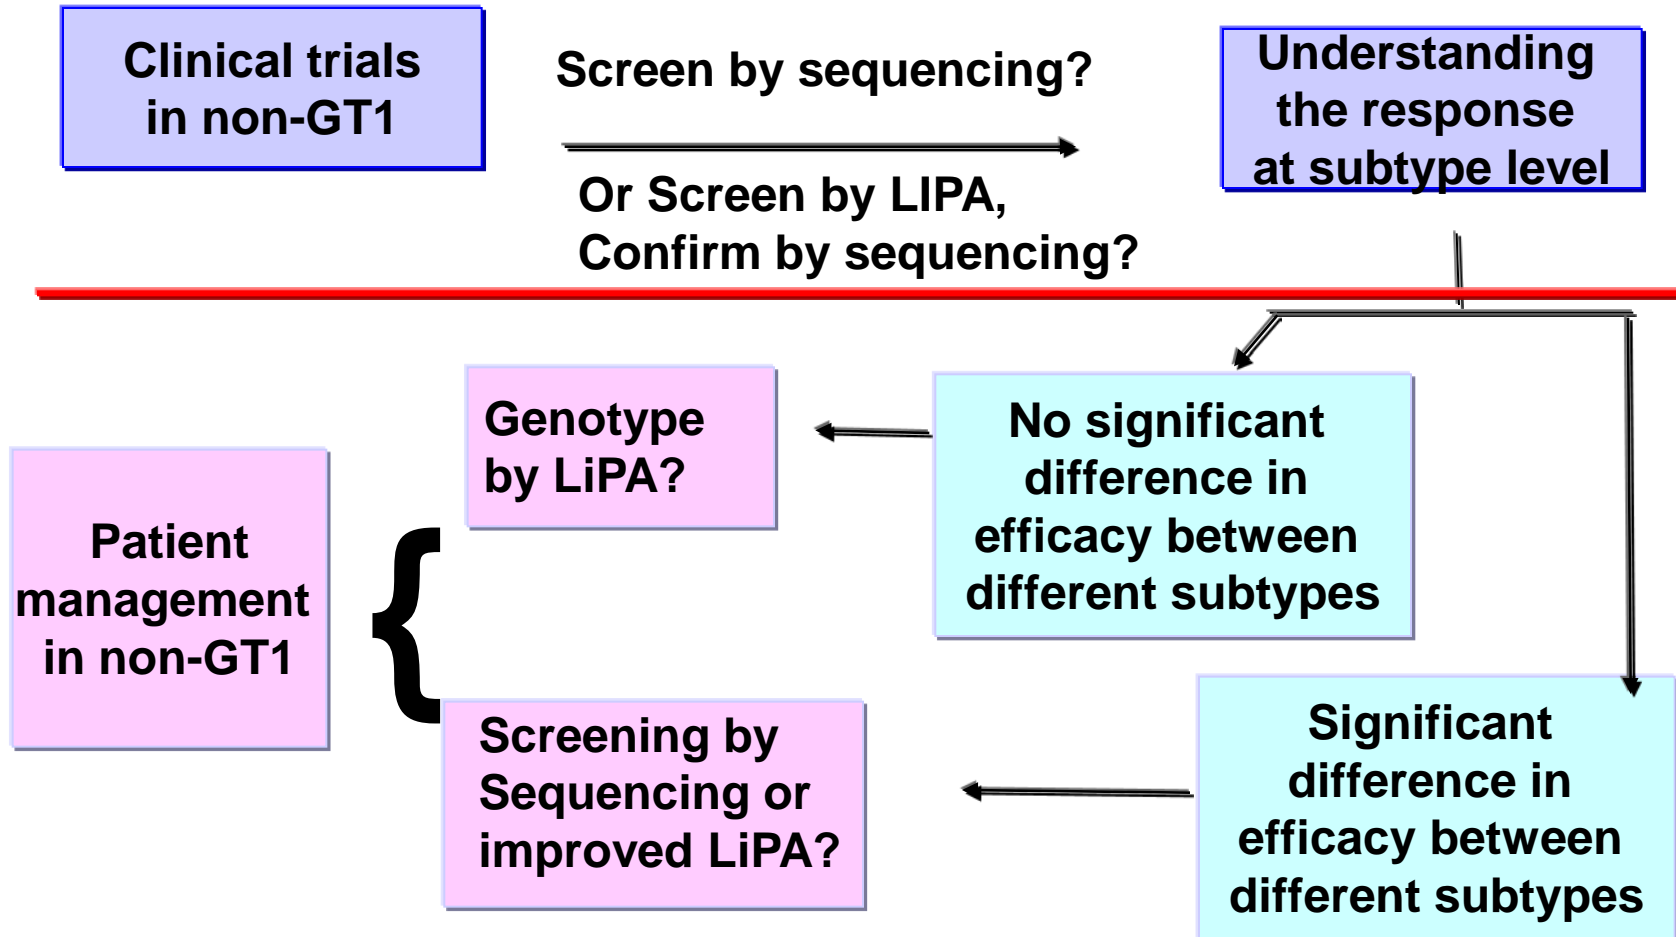 Clinical trials
in non-GT1
Screen by sequencing?
Or Screen by LIPA,
Confirm by sequencing?
Understanding
the response
at subtype level
Genotype
by LiPA?
No significant
difference in
efficacy between
different subtypes
Patient
management
in non-GT1
{
Screening by
Sequencing or
improved LiPA?
Significant
difference in
efficacy between
different subtypes